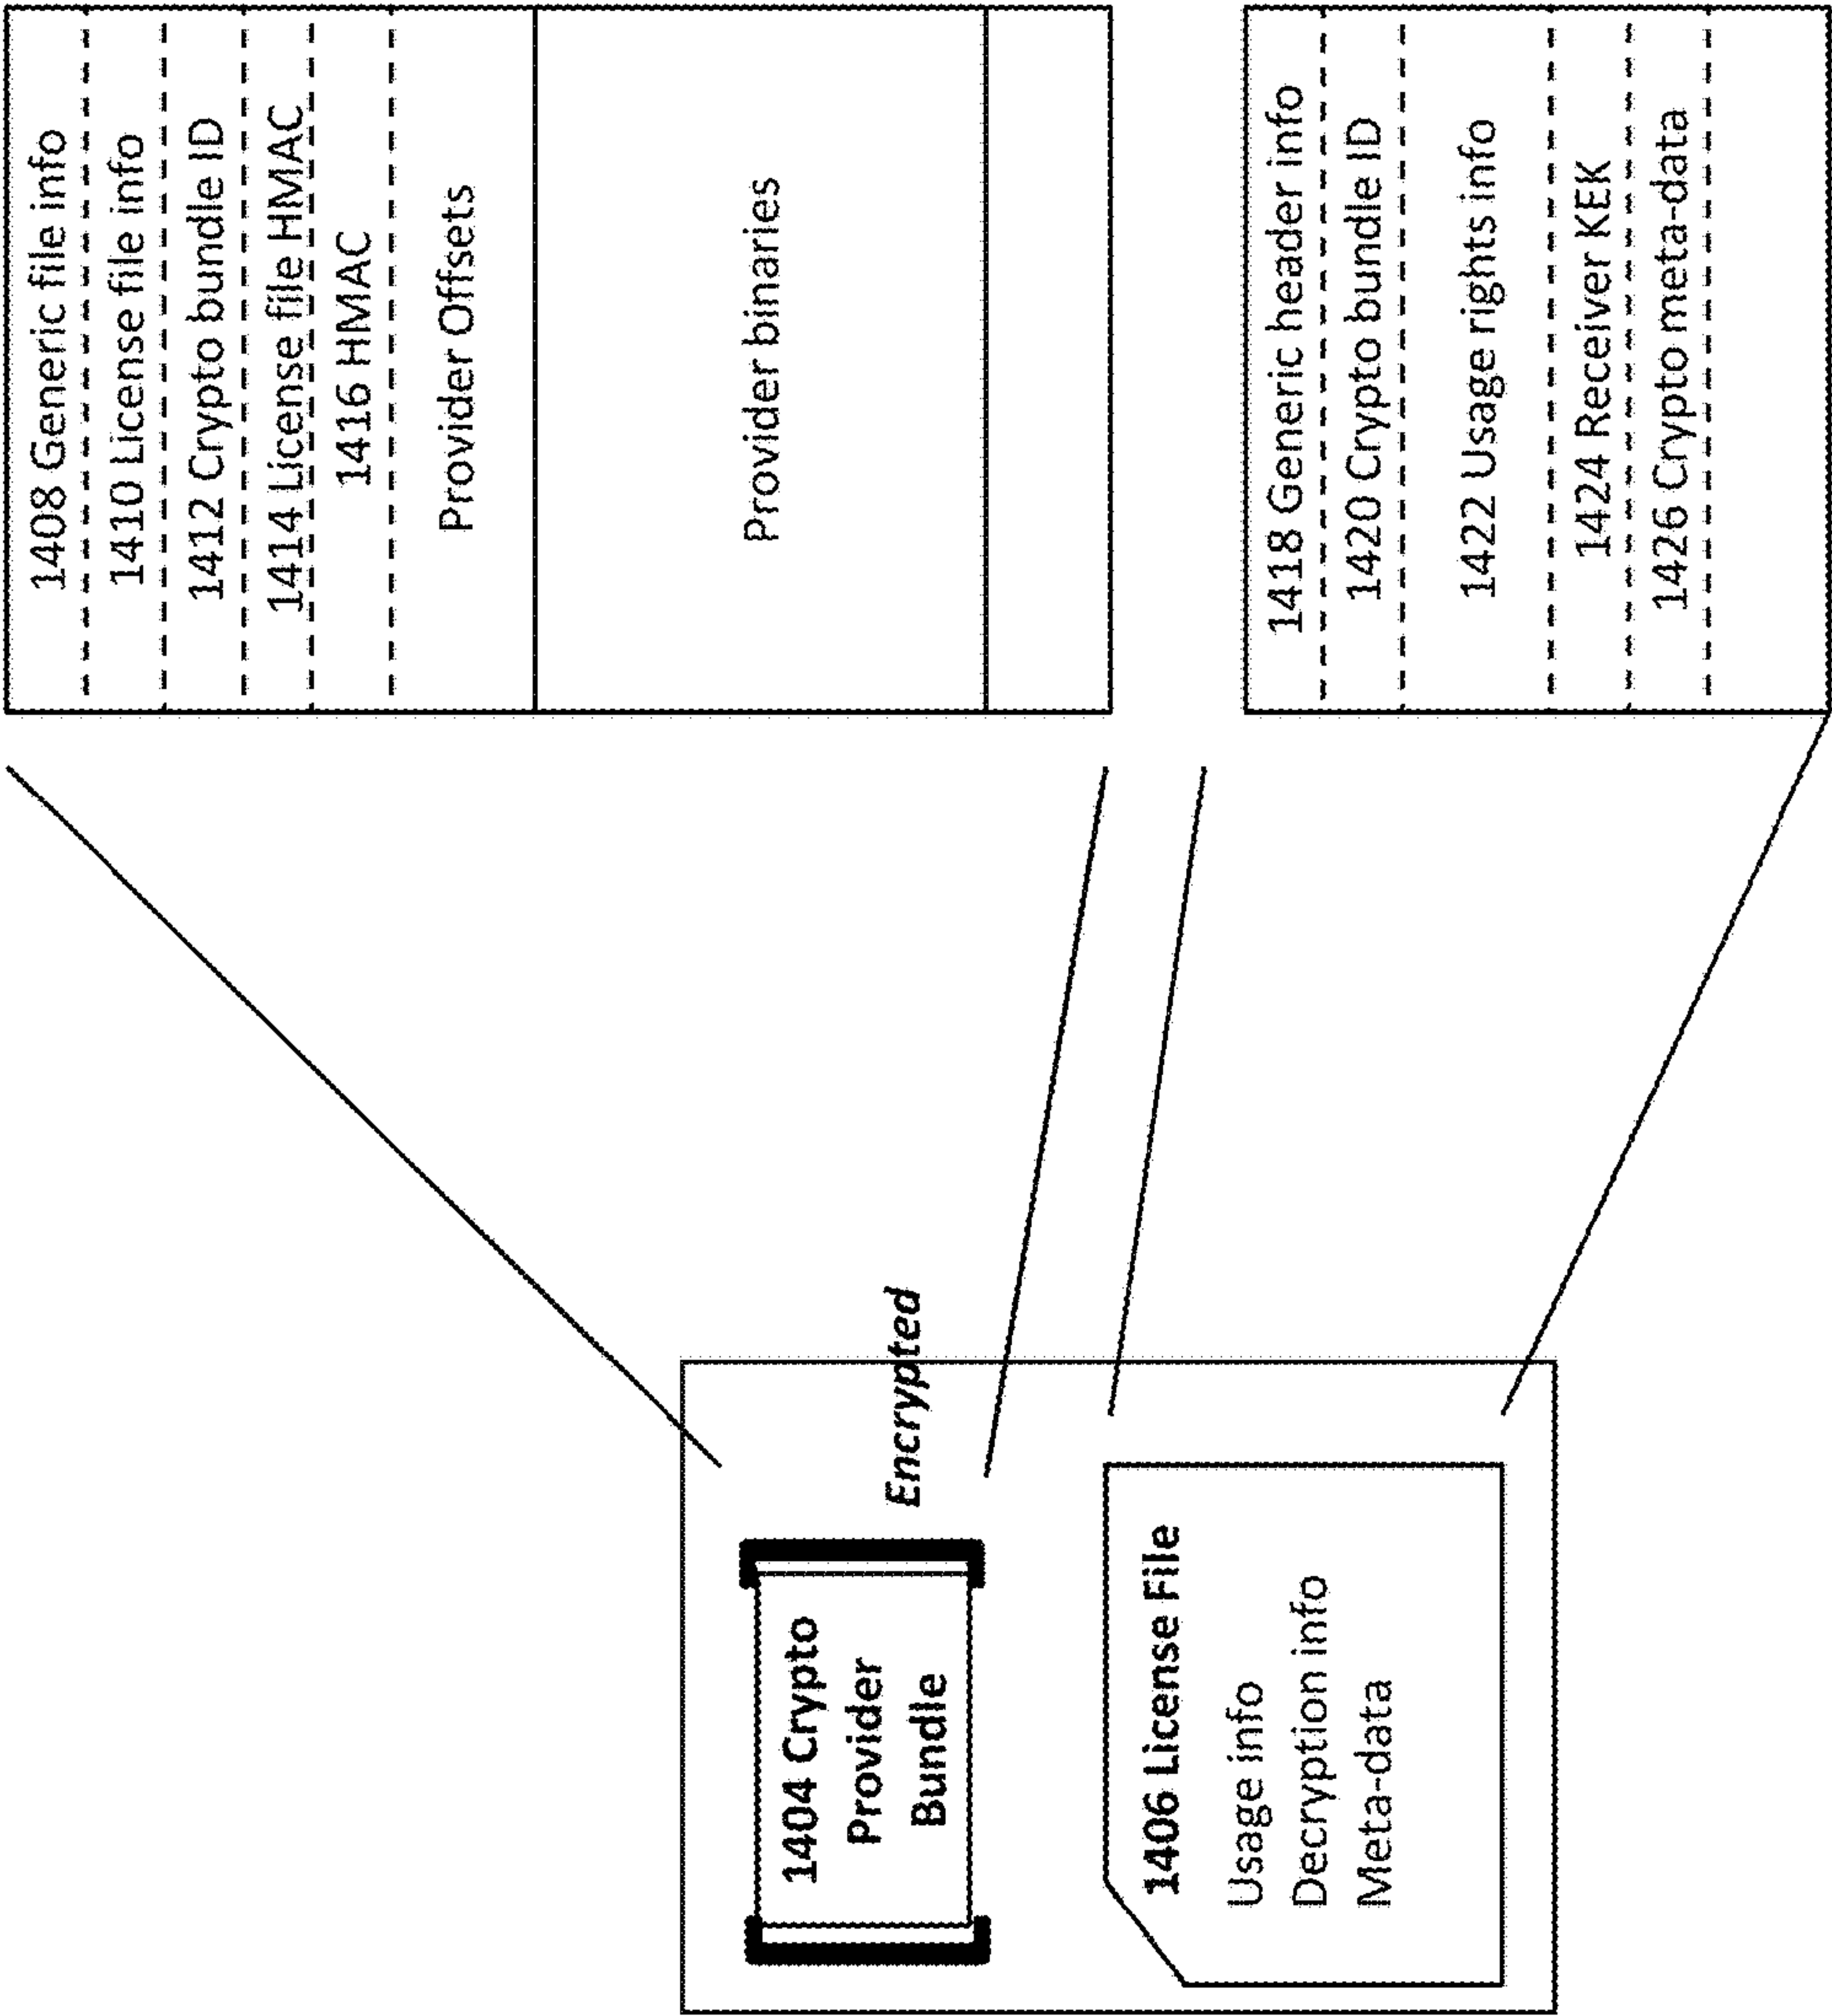 1404 Crypto
Provider
Bundle
Encrypted
1406 License File
Usage info
Decryption info
Meta-data
1408 Generic file info
1410 License file info
1412 Crypto bundle ID
1414 License file HMAC
1416 HMAC
Provider Offsets
Provider binaries
1418 Generic header info
1420 Crypto bundle ID
1422 Usage rights info
1424 Receiver KEK
1426 Crypto meta-data